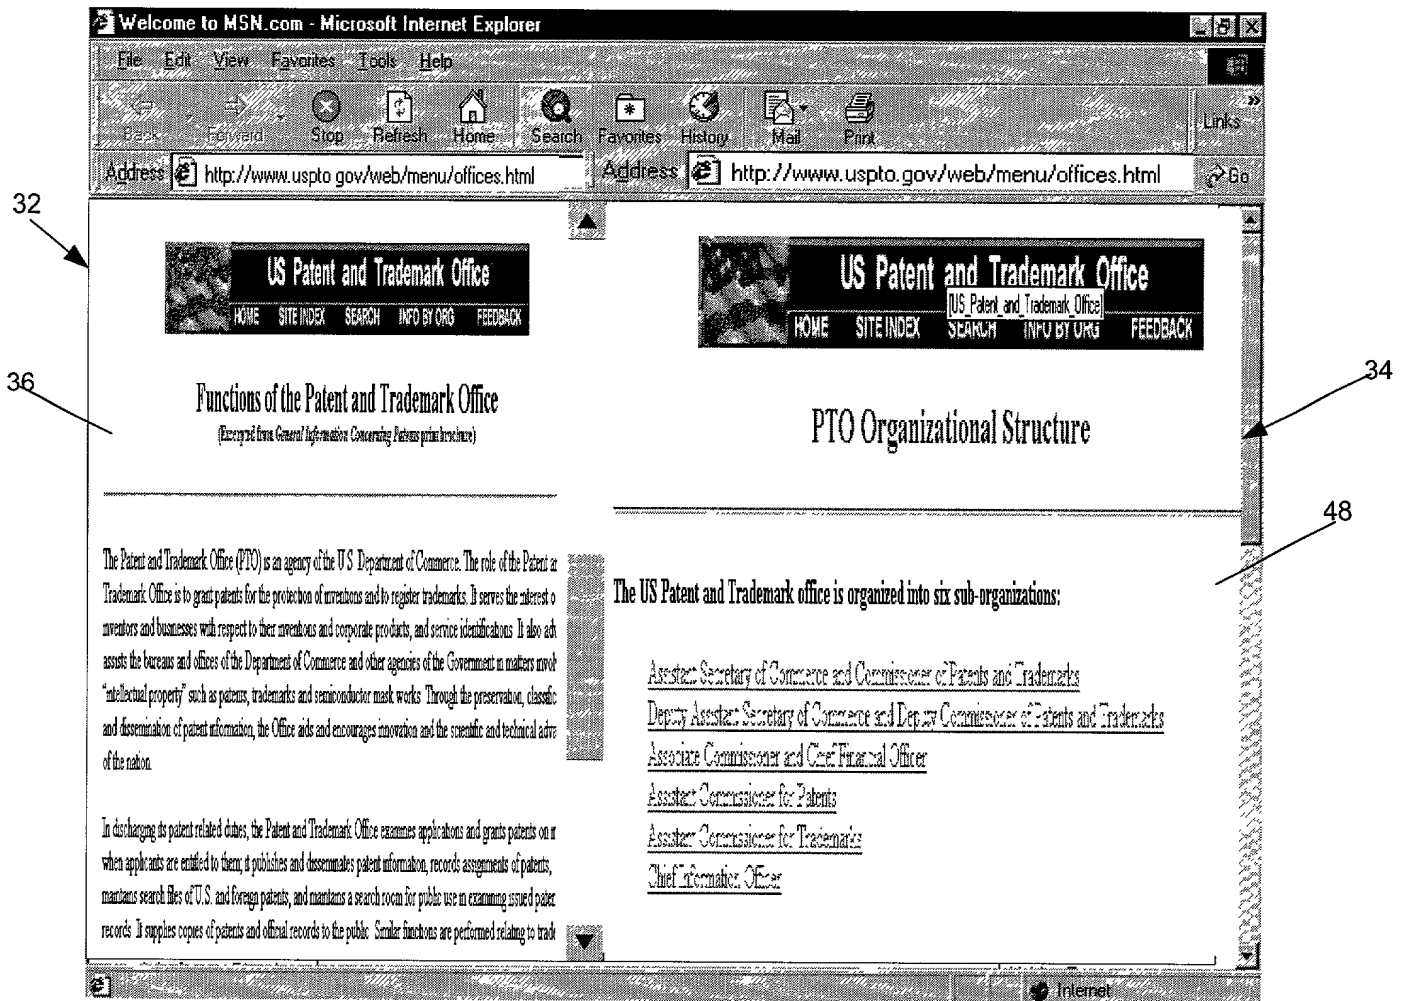 Welcome to MSN.com - Microsoft Internet Explorer
File Edit View Favorites Tools Help
Back Forward Stop Refresh Home Search Favorites History Mail Print Links
Address http://www.uspto.gov/web/menu/offices.html Address http://www.uspto.gov/web/menu/offices.html Go
32
US Patent and Trademark Office
HOME SITE INDEX SEARCH INFO BY ORG FEEDBACK
US Patent and Trademark Office
[US_Patent_and_Trademark_Office]
HOME SITE INDEX SEARCH INFO BY ORG FEEDBACK
36
34
Functions of the Patent and Trademark Office
(Excerpted from General Information Concerning Patents print brochure)
PTO Organizational Structure
48
The Patent and Trademark Office (PTO) is an agency of the U.S. Department of Commerce. The role of the Patent ar
Trademark Office is to grant patents for the protection of inventions and to register trademarks. It serves the interest o
inventors and businesses with respect to their inventions and corporate products, and service identifications. It also adv
assists the bureaus and offices of the Department of Commerce and other agencies of the Government in matters invol
"intellectual property" such as patents, trademarks and semiconductor mask works. Through the preservation, classific
and dissemination of patent information, the Office aids and encourages innovation and the scientific and technical adva
of the nation.
In discharging its patent related duties, the Patent and Trademark Office examines applications and grants patents on
when applicants are entitled to them; it publishes and disseminates patent information, records assignments of patents,
maintains search files of U.S. and foreign patents, and maintains a search room for public use in examining issued pater
records. It supplies copies of patents and official records to the public. Similar functions are performed relating to trade
The US Patent and Trademark office is organized into six sub-organizations:
Assistant Secretary of Commerce and Commissioner of Patents and Trademarks
Deputy Assistant Secretary of Commerce and Deputy Commissioner of Patents and Trademarks
Associate Commissioner and Chief Financial Officer
Assistant Commissioner for Patents
Assistant Commissioner for Trademarks
Chief Information Officer
Internet